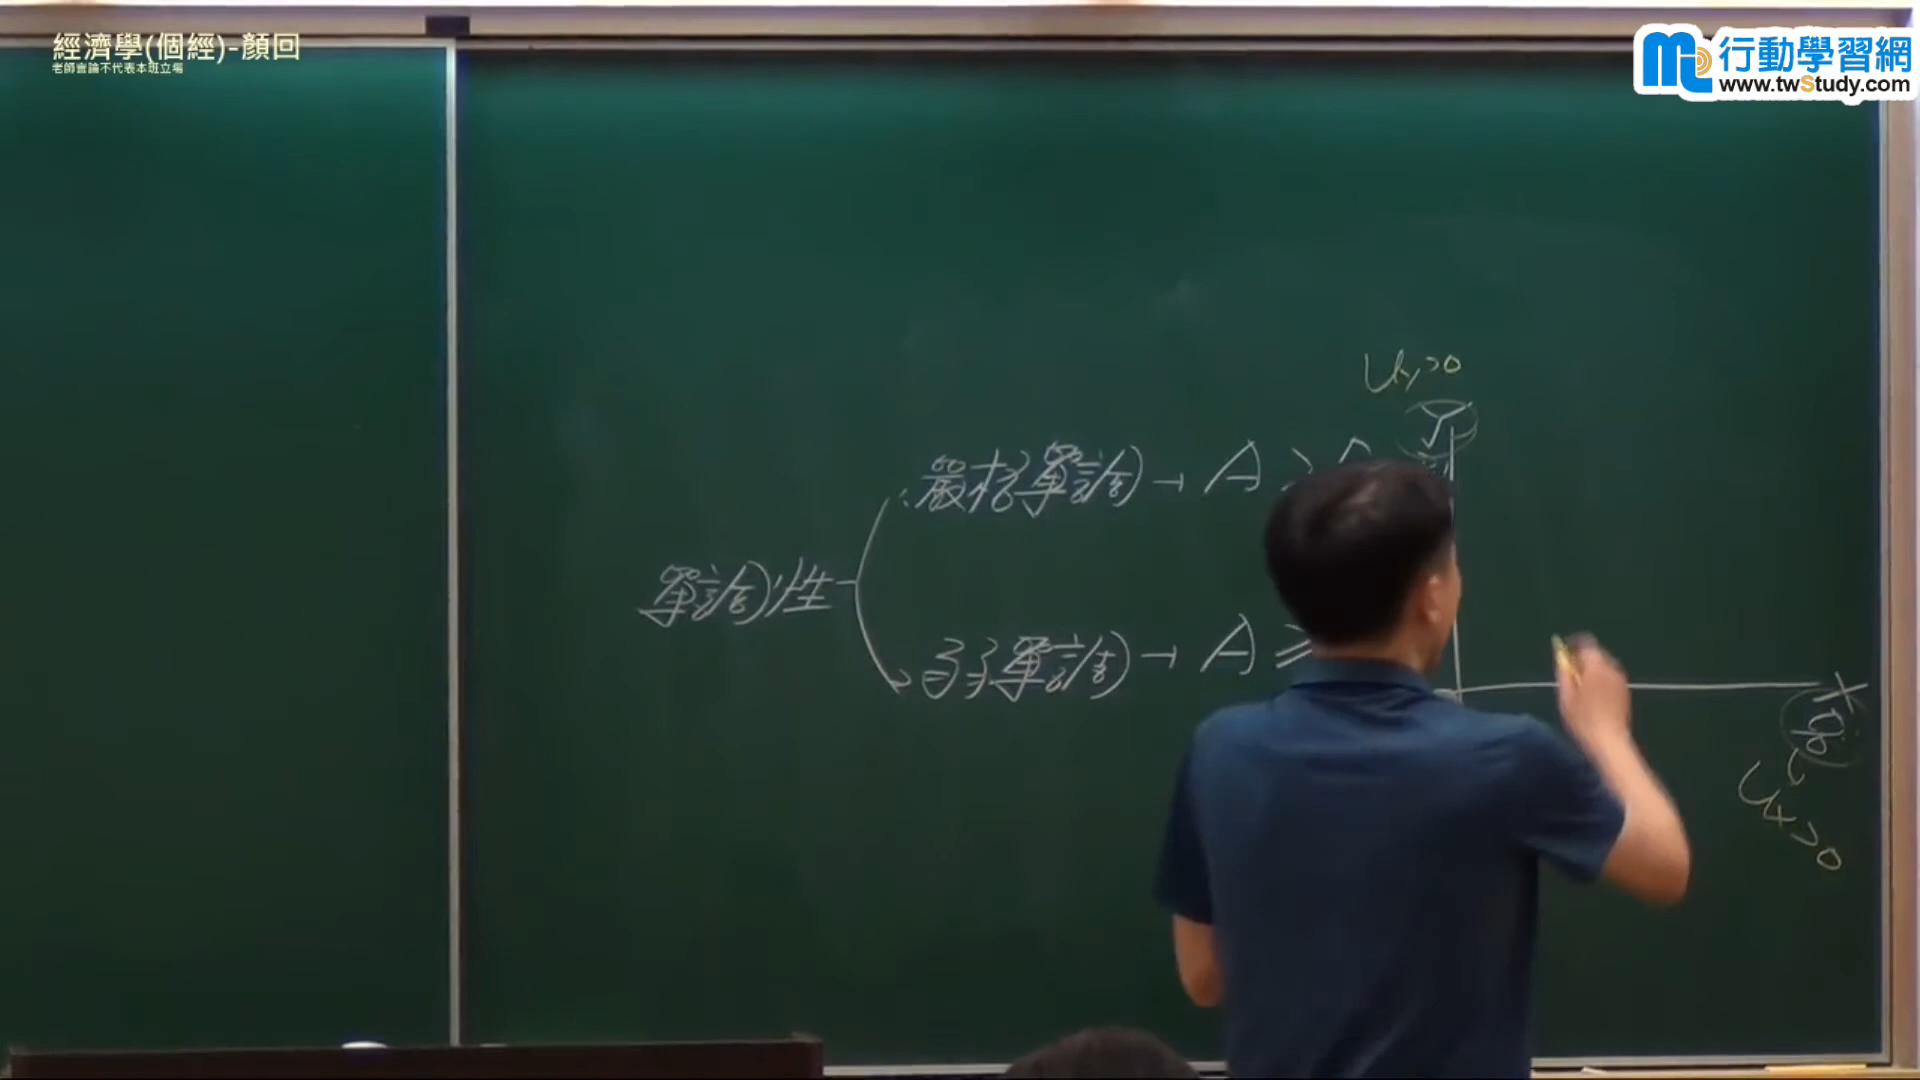 經濟學(個經)-顏回
老師言論不代表本班立場
行動學習網
www.twStudy.com
Uy>0
Y
嚴格單調→A>
單調性
弱單調→A≥
X
Ux>0